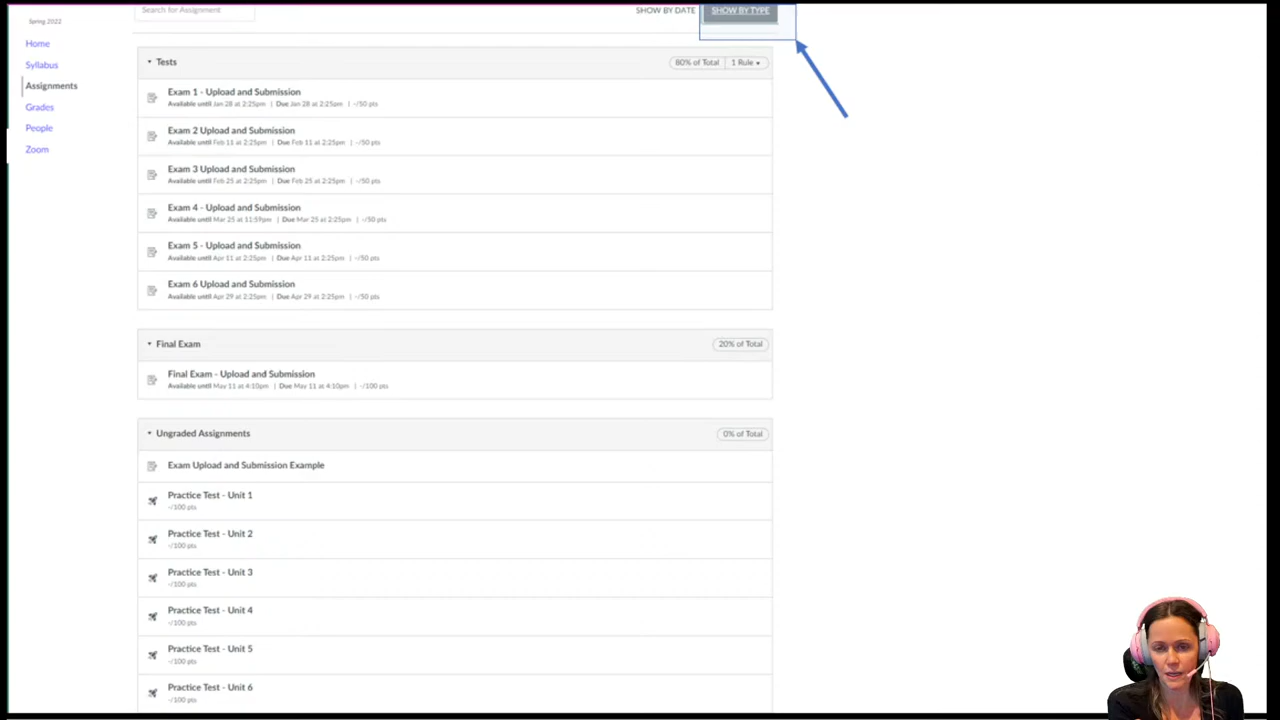 Spring 2022
Search for Assignment
SHOW BY DATE
SHOW BY TYPE
Home
Syllabus
Assignments
Grades
People
Zoom
Tests
80% of Total
1 Rule
Exam 1 - Upload and Submission
Available until Jan 28 at 2:25pm | Due Jan 28 at 2:25pm | -/50 pts
Exam 2 Upload and Submission
Available until Feb 11 at 2:25pm | Due Feb 11 at 2:25pm | -/50 pts
Exam 3 Upload and Submission
Available until Feb 25 at 2:25pm | Due Feb 25 at 2:25pm | -/50 pts
Exam 4 - Upload and Submission
Available until Mar 25 at 11:59pm | Due Mar 25 at 2:25pm | -/50 pts
Exam 5 - Upload and Submission
Available until Apr 11 at 2:25pm | Due Apr 11 at 2:25pm | -/50 pts
Exam 6 Upload and Submission
Available until Apr 29 at 2:25pm | Due Apr 29 at 2:25pm | -/50 pts
Final Exam
20% of Total
Final Exam - Upload and Submission
Available until May 11 at 4:10pm | Due May 11 at 4:10pm | -/100 pts
Ungraded Assignments
0% of Total
Exam Upload and Submission Example
Practice Test - Unit 1
-/100 pts
Practice Test - Unit 2
-/100 pts
Practice Test - Unit 3
-/100 pts
Practice Test - Unit 4
-/100 pts
Practice Test - Unit 5
-/100 pts
Practice Test - Unit 6
-/100 pts